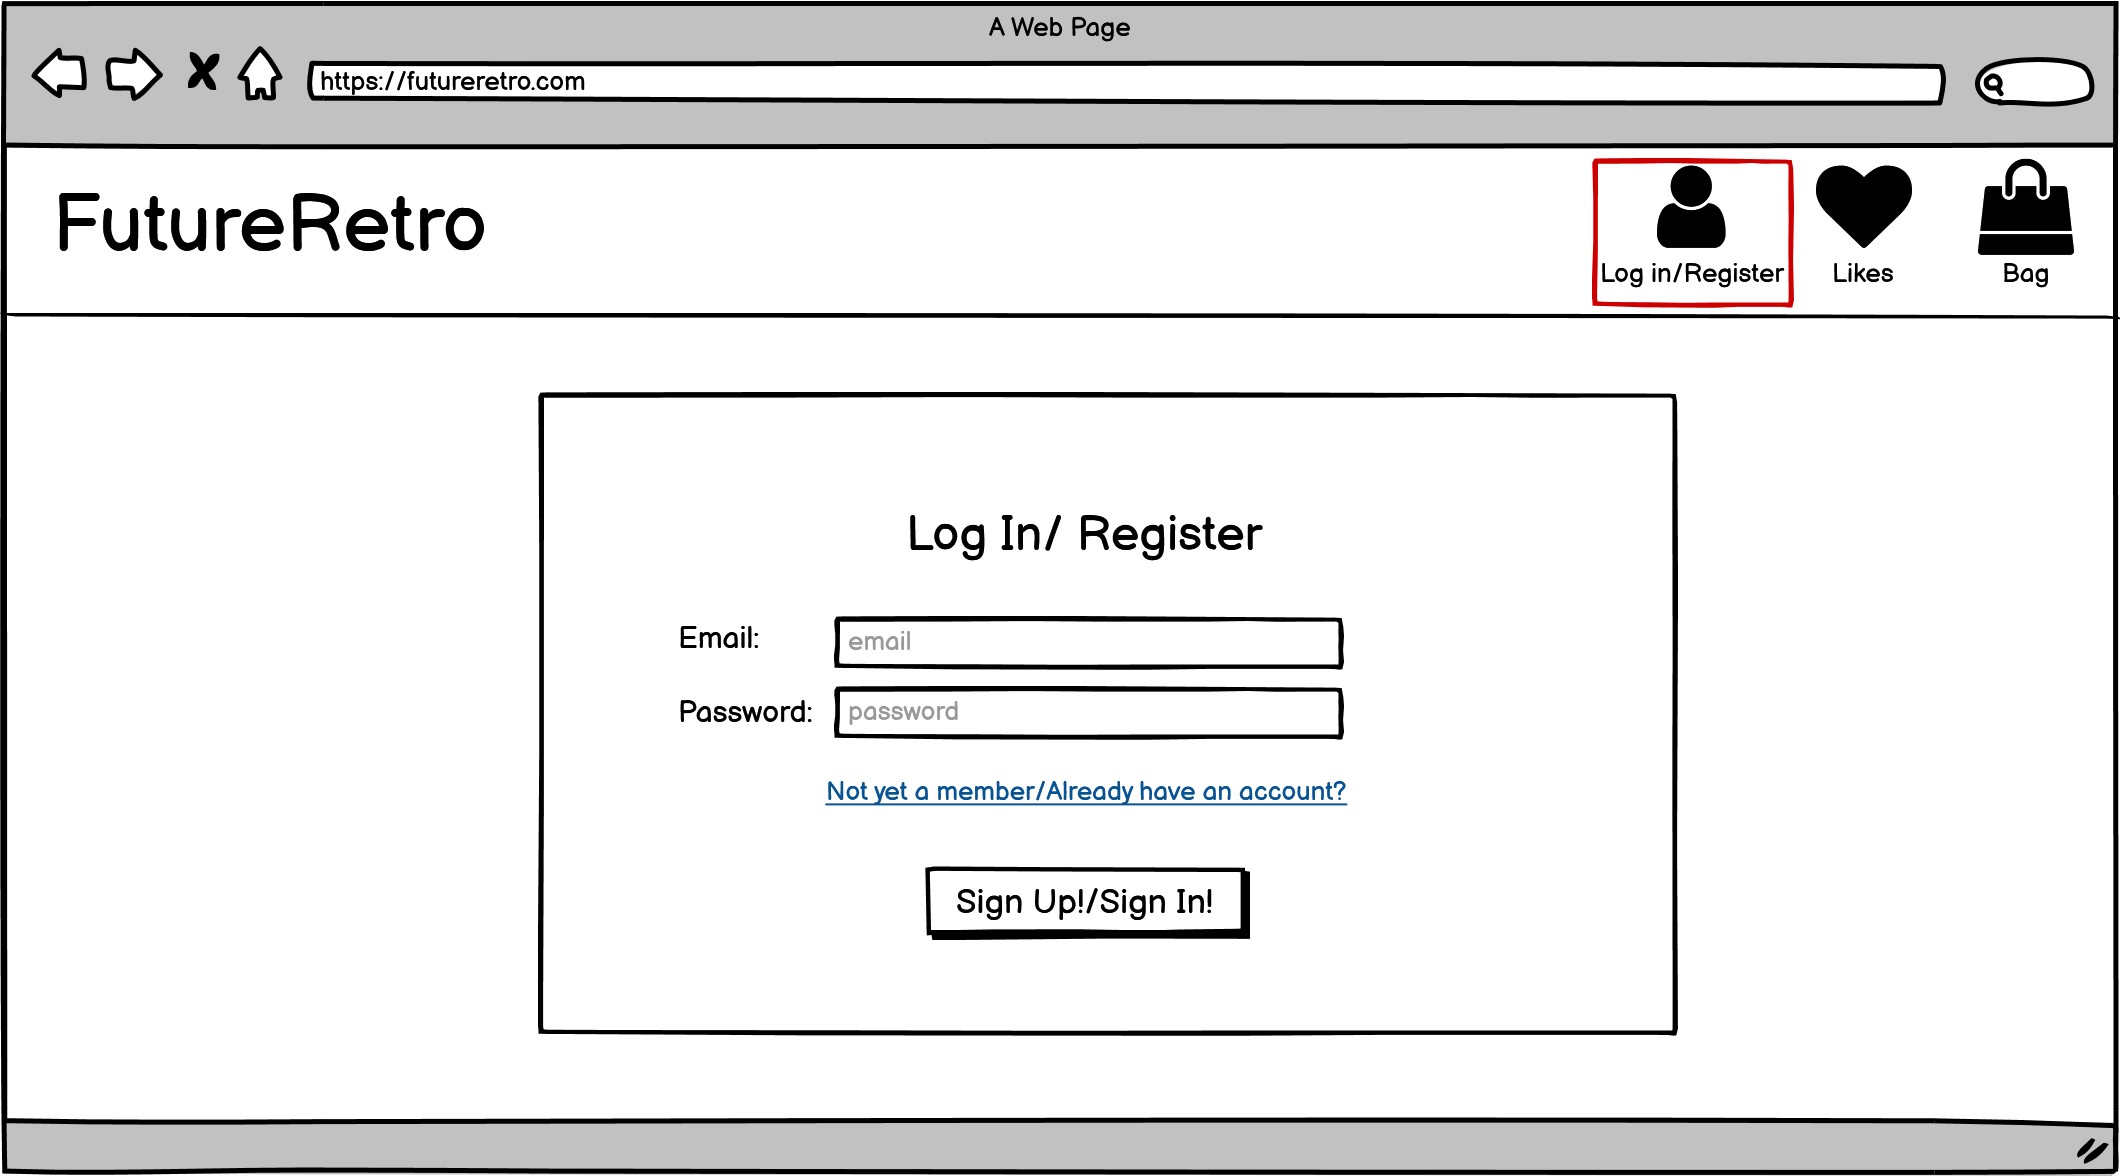 A Web Page
https://futureretro.com
FutureRetro
Log in/Register
Likes
Bag
Log In/ Register
Email:
email
Password:
password
Not yet a member/Already have an account?
Sign Up!/Sign In!